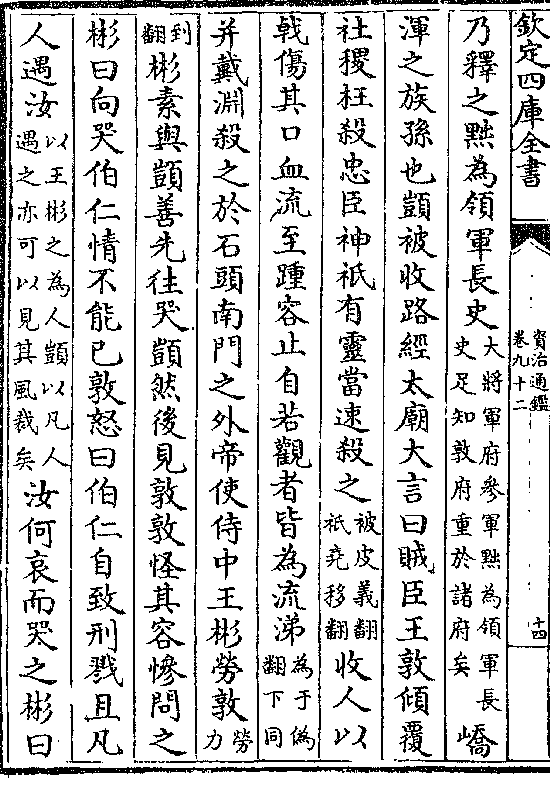 欽定四庫全書
資治通鑑
卷九十二
十四
乃釋之黜為領軍長史大將軍府參軍黜為領軍長史足知敦府重於諸府矣嶠
渾之族孫也顗被收路經太廟大言曰賊臣王敦傾覆
社稷枉殺忠臣神祇有靈當速殺之被皮義翻祇堯移翻收人以
戟傷其口血流至踵容止自若觀者皆為流涕為于偽翻下同
并戴淵殺之於石頭南門之外帝使侍中王彬勞敦勞力
到翻彬素與顗善先往哭顗然後見敦敦怪其容慘問之
彬曰向哭伯仁情不能已敦怒曰伯仁自致刑戮且凡
人遇汝以王彬之為人顗以凡人遇之亦可以見其風裁矣汝何哀而哭之彬曰